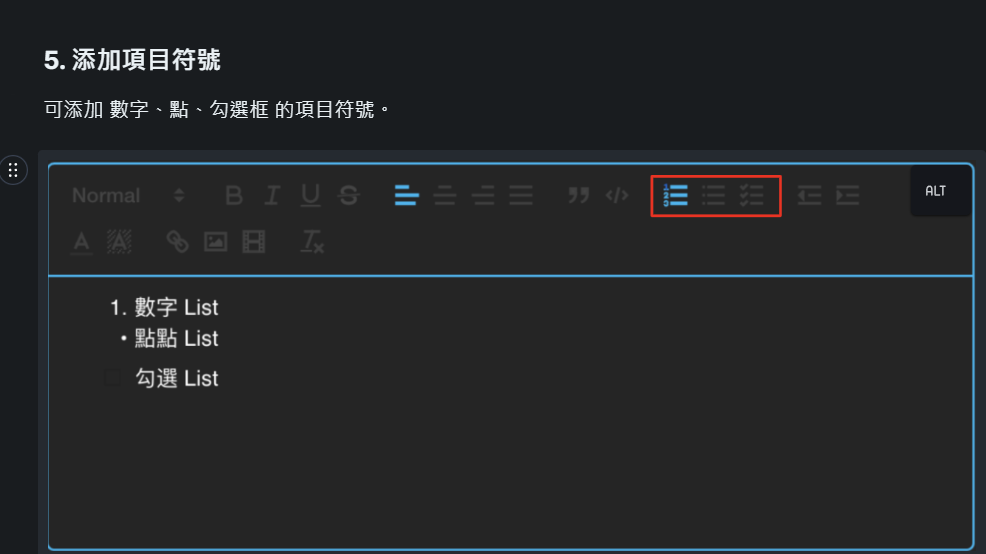 5. 添加項目符號
可添加 數字、點、勾選框 的項目符號。
Normal
ALT
1. 數字 List
• 點點 List
勾選 List